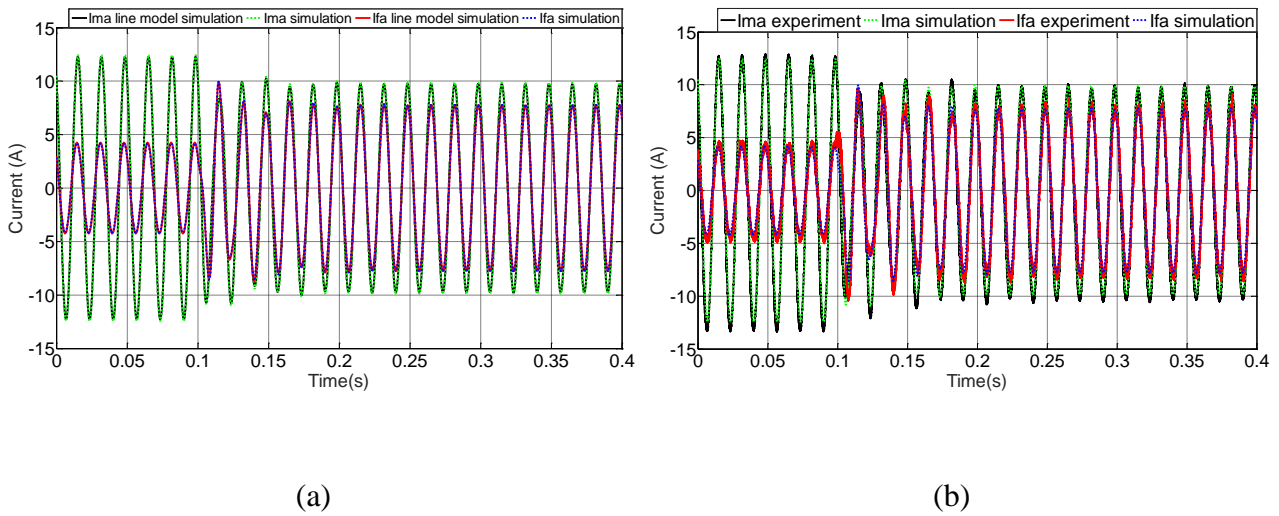 Ima line model simulation Ima simulation Ifa line model simulation Ifa simulation
15
10
5
0
-5
-10
-15
Current (A)
0 0.05 0.1 0.15 0.2 0.25 0.3 0.35 0.4
Time(s)
(a)
Ima experiment Ima simulation Ifa experiment Ifa simulation
15
10
5
0
-5
-10
-15
Current (A)
0 0.05 0.1 0.15 0.2 0.25 0.3 0.35 0.4
Time(s)
(b)